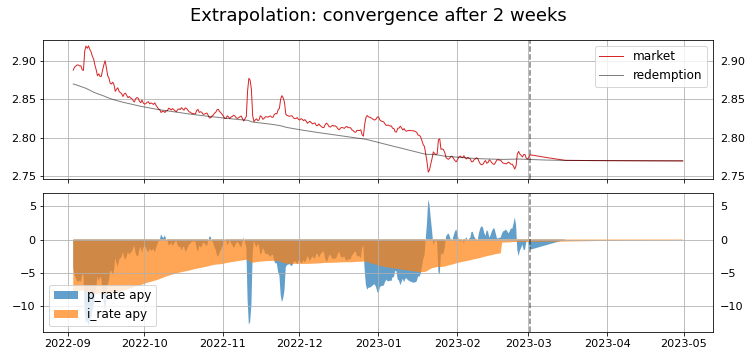 Extrapolation: convergence after 2 weeks
2.90 2.90
2.85 2.85
2.80 2.80
2.75 2.75
market
redemption
5 5
0 0
−5 −5
−10 −10
p_rate apy
i_rate apy
2022-09 2022-10 2022-11 2022-12 2023-01 2023-02 2023-03 2023-04 2023-05